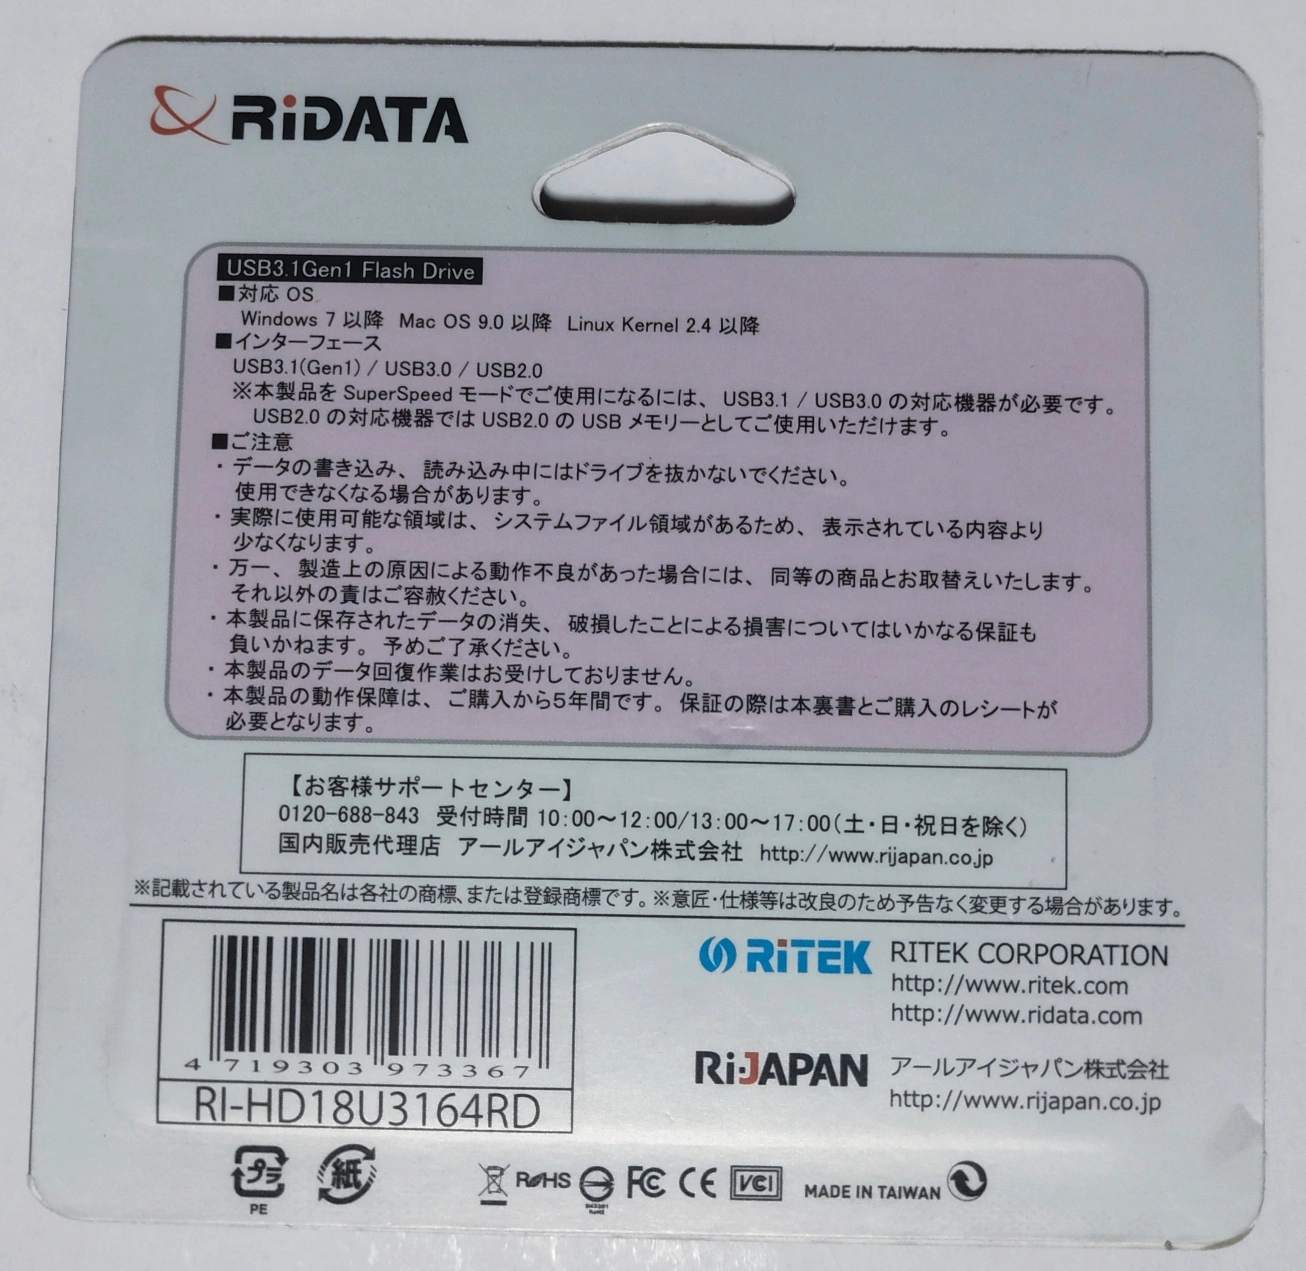 RiDATA
USB3.1Gen1 Flash Drive
■対応 OS
Windows 7 以降 Mac OS 9.0 以降 Linux Kernel 2.4 以降
■インターフェース
USB3.1(Gen1) / USB3.0 / USB2.0
※本製品を SuperSpeed モードでご使用になるには、 USB3.1 / USB3.0 の対応機器が必要です。
USB2.0 の対応機器では USB2.0 の USB メモリーとしてご使用いただけます。
■ご注意
・データの書き込み、 読み込み中にはドライブを抜かないでください。
使用できなくなる場合があります。
・実際に使用可能な領域は、 システムファイル領域があるため、 表示されている内容より
少なくなります。
・万一、 製造上の原因による動作不良があった場合には、 同等の商品とお取替えいたします。
それ以外の責はご容赦ください。
・本製品に保存されたデータの消失、 破損したことによる損害についてはいかなる保証も
負いかねます。 予めご了承ください。
・本製品のデータ回復作業はお受けしておりません。
・本製品の動作保障は、 ご購入から5年間です。 保証の際は本裏書とご購入のレシートが
必要となります。
【お客様サポートセンター】
0120-688-843 受付時間 10:00～12:00/13:00～17:00(土・日・祝日を除く)
国内販売代理店 アールアイジャパン株式会社 http://www.rijapan.co.jp
※記載されている製品名は各社の商標、または登録商標です。※意匠・仕様等は改良のため予告なく変更する場合があります。
4 719303 973367
RI-HD18U3164RD
RiTEK RITEK CORPORATION
http://www.ritek.com
http://www.ridata.com
Ri-JAPAN アールアイジャパン株式会社
http://www.rijapan.co.jp
プラ 紙
PE
RoHS FC CE VCI MADE IN TAIWAN